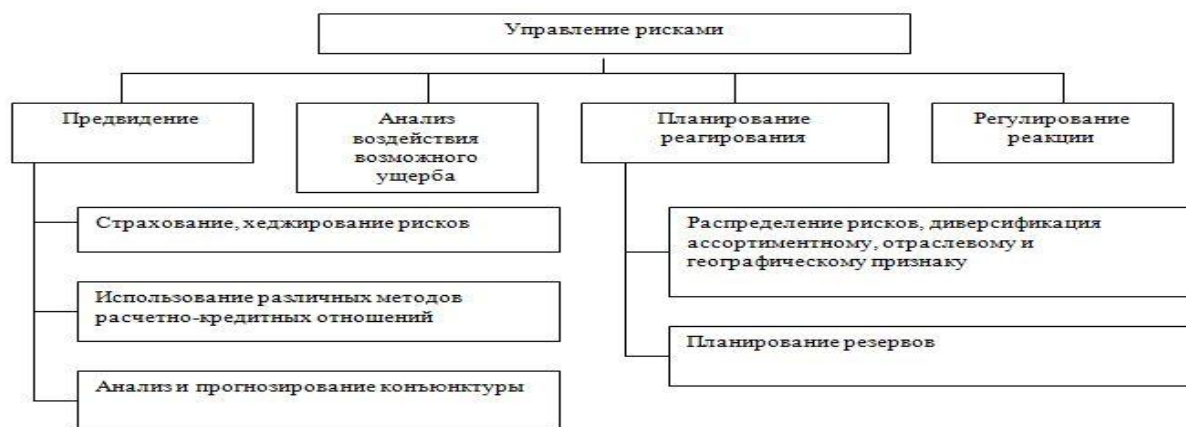 Управление рисками
Предвидение
Анализ
воздействия
возможного
ущерба
Планирование
реагирования
Регулирование
реакции
Страхование, хеджирование рисков
Использование различных методов
расчетно-кредитных отношений
Анализ и прогнозирование конъюнктуры
Распределение рисков, диверсификация
ассортиментному, отраслевому и
географическому признаку
Планирование резервов